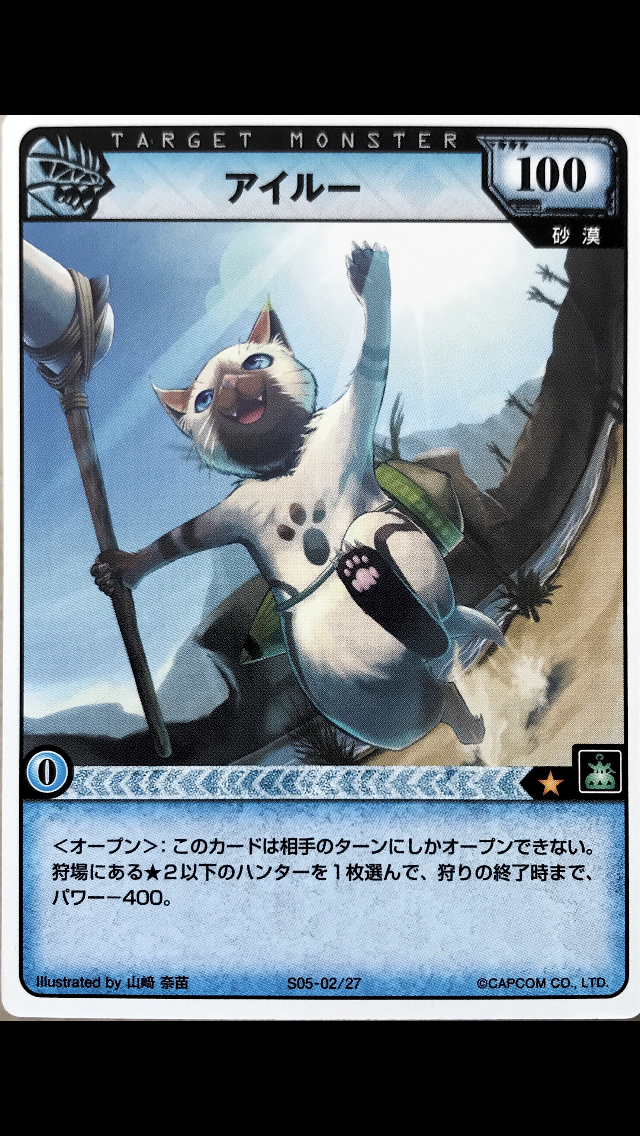 TARGET MONSTER
アイルー
100
砂漠
0
＜オープン＞：このカードは相手のターンにしかオープンできない。
狩場にある★２以下のハンターを１枚選んで、狩りの終了時まで、
パワー－400。
Illustrated by 山﨑 奈苗
S05-02/27
©CAPCOM CO., LTD.